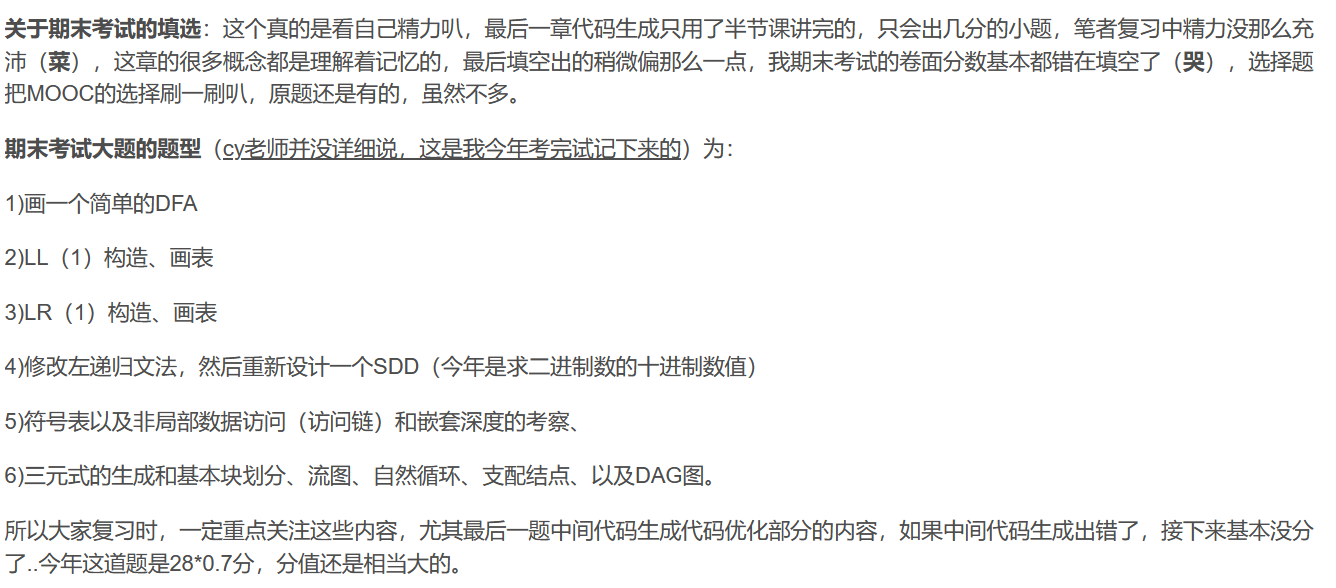 关于期末考试的填选：这个真的是看自己精力叭，最后一章代码生成只用了半节课讲完的，只会出几分的小题，笔者复习中精力没那么充
沛（菜），这章的很多概念都是理解着记忆的，最后填空出的稍微偏那么一点，我期末考试的卷面分数基本都错在填空了（哭），选择题
把MOOC的选择刷一刷叭，原题还是有的，虽然不多。
期末考试大题的题型（cy老师并没详细说，这是我今年考完试记下来的）为：
1)画一个简单的DFA
2)LL（1）构造、画表
3)LR（1）构造、画表
4)修改左递归文法，然后重新设计一个SDD（今年是求二进制数的十进制数值）
5)符号表以及非局部数据访问（访问链）和嵌套深度的考察、
6)三元式的生成和基本块划分、流图、自然循环、支配结点、以及DAG图。
所以大家复习时，一定重点关注这些内容，尤其最后一题中间代码生成代码优化部分的内容，如果中间代码生成出错了，接下来基本没分
了..今年这道题是28*0.7分，分值还是相当大的。